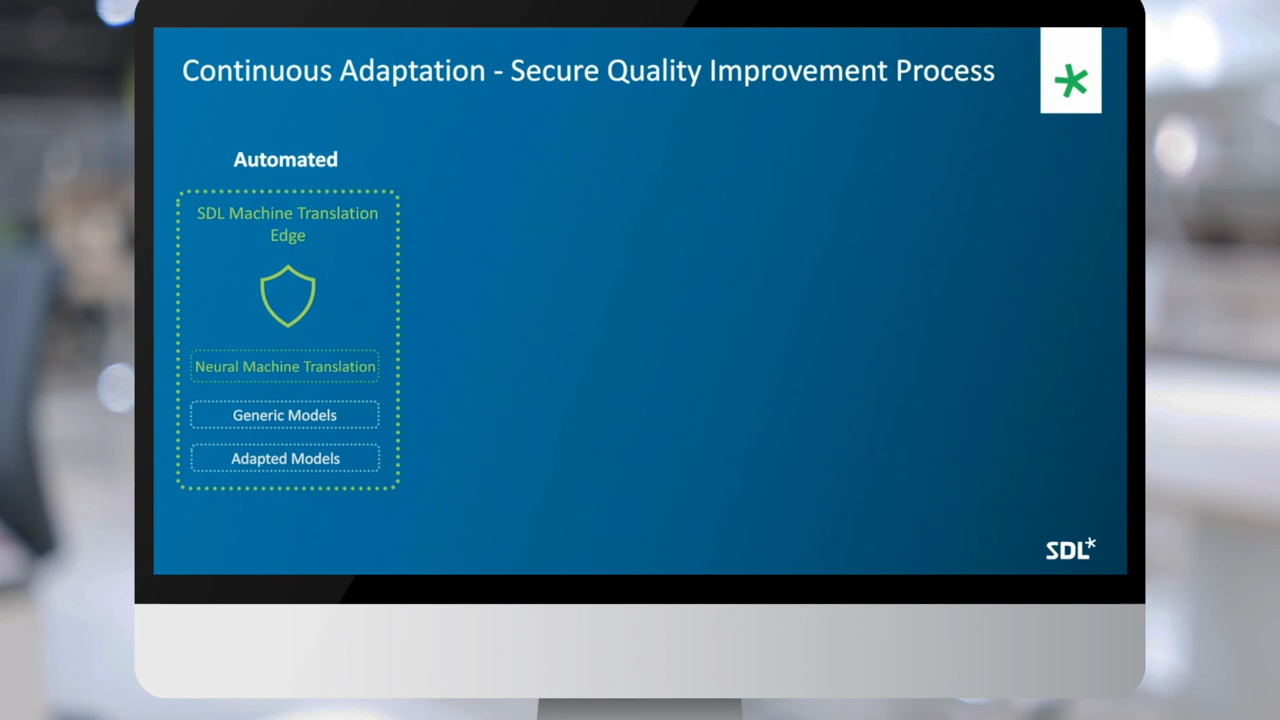 Continuous Adaptation - Secure Quality Improvement Process
Automated
SDL Machine Translation
Edge
Neural Machine Translation
Generic Models
Adapted Models
SDL*